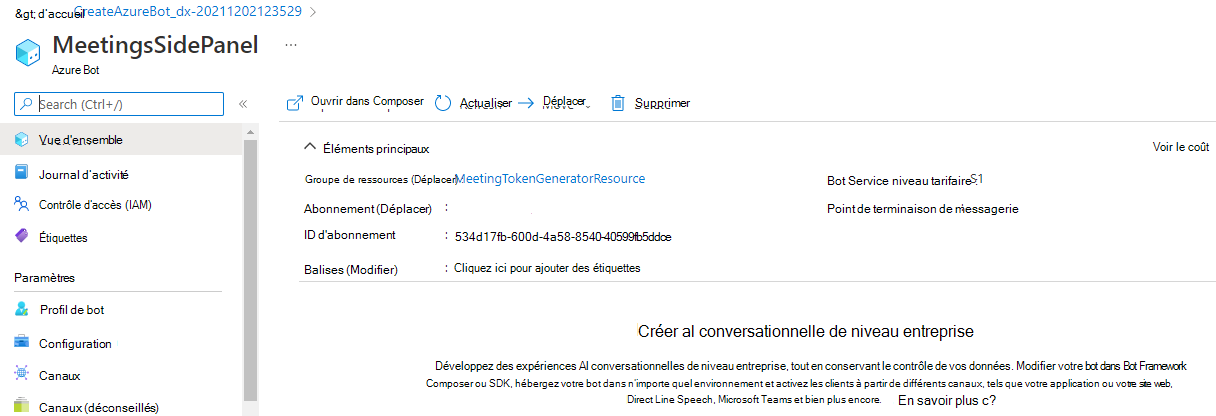 &gt; d'accueil CreateAzureBot_dx-20211202123529 >
MeetingsSidePanel ...
Azure Bot
Search (Ctrl+/) «
Ouvrir dans Composer Actualiser Déplacer Supprimer
Vue d'ensemble
Journal d'activité
Contrôle d'accès (IAM)
Étiquettes
Paramètres
Profil de bot
Configuration
Canaux
Canaux (déconseillés)
Éléments principaux Voir le coût
Groupe de ressources (Déplacer) MeetingTokenGeneratorResource Bot Service niveau tarifaire : S1
Abonnement (Déplacer) : Point de terminaison de messagerie
ID d'abonnement : 534d17fb-600d-4a58-8540-40599fb5ddce
Balises (Modifier) : Cliquez ici pour ajouter des étiquettes
Créer al conversationnelle de niveau entreprise
Développez des expériences AI conversationnelles de niveau entreprise, tout en conservant le contrôle de vos données. Modifier votre bot dans Bot Framework
Composer ou SDK, hébergez votre bot dans n'importe quel environnement et activez les clients à partir de différents canaux, tels que votre application ou votre site web,
Direct Line Speech, Microsoft Teams et bien plus encore. En savoir plus c?